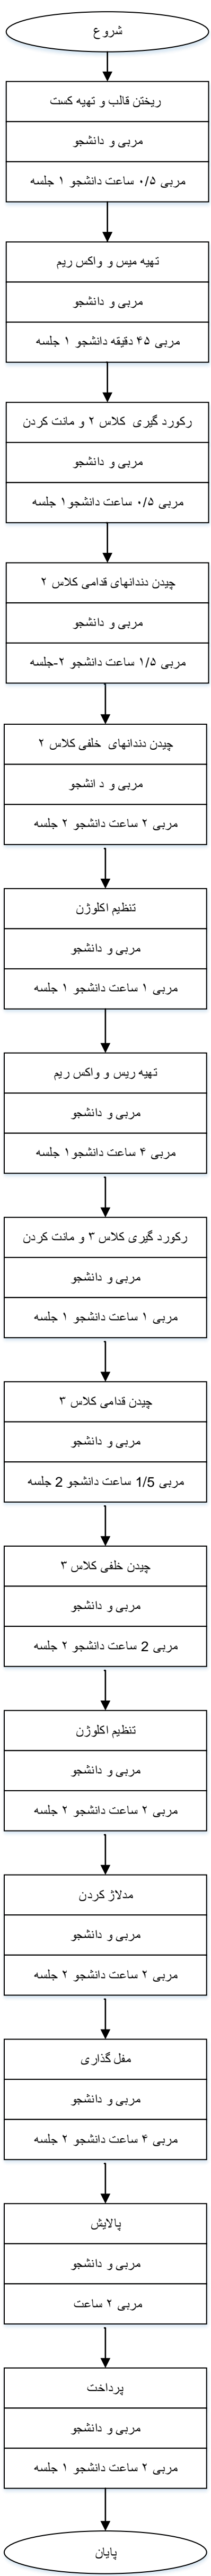 شروع
ریختن قالب و تهیه کست
مربی و دانشجو
مربی ۰/۵ ساعت دانشجو ۱ جلسه
تهیه میس و واکس ریم
مربی و دانشجو
مربی ۴۵ دقیقه دانشجو ۱ جلسه
رکورد گیری کلاس ۲ و مانت کردن
مربی و دانشجو
مربی ۰/۵ ساعت دانشجو۱ جلسه
چیدن دندانهای قدامی کلاس ۲
مربی و دانشجو
مربی ۱/۵ ساعت دانشجو ۲-جلسه
چیدن دندانهای خلفی کلاس ۲
مربی و د انشجو
مربی ۲ ساعت دانشجو ۲ جلسه
تنظیم اکلوژن
مربی و دانشجو
مربی ۱ ساعت دانشجو ۱ جلسه
تهیه ریس و واکس ریم
مربی و دانشجو
مربی ۴ ساعت دانشجو۱ جلسه
رکورد گیری کلاس ۳ و مانت کردن
مربی و دانشجو
مربی ۱ ساعت دانشجو ۱ جلسه
چیدن قدامی کلاس ۳
مربی و دانشجو
مربی 1/5 ساعت دانشجو 2 جلسه
چیدن خلفی کلاس ۳
مربی و دانشجو
مربی 2 ساعت دانشجو ۲ جلسه
تنظیم اکلوژن
مربی و دانشجو
مربی ۲ ساعت دانشجو ۲ جلسه
مدلاژ کردن
مربی و دانشجو
مربی ۲ ساعت دانشجو ۲ جلسه
مفل گذاری
مربی و دانشجو
مربی ۴ ساعت دانشجو ۲ جلسه
پالایش
مربی و دانشجو
مربی ۲ ساعت
پرداخت
مربی و دانشجو
مربی ۲ ساعت دانشجو ۱ جلسه
پایان